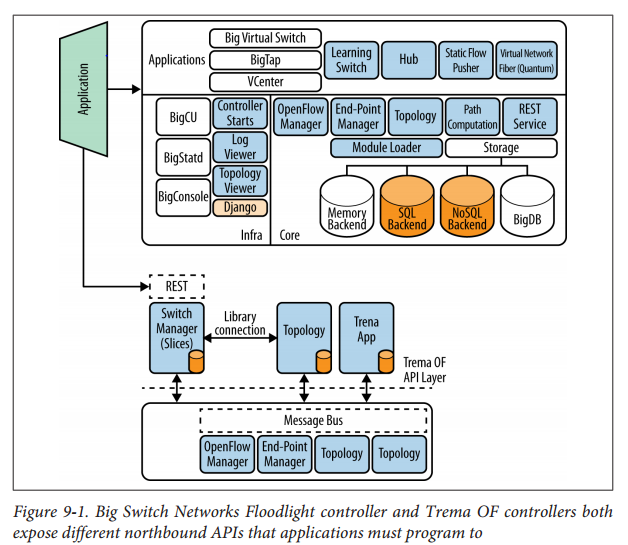 Application
Applications
Big Virtual Switch
BigTap
VCenter
Learning
Switch
Hub
Static Flow
Pusher
Virtual Network
Fiber (Quantum)
BigCU
BigStatd
BigConsole
Controller
Starts
Log
Viewer
Topology
Viewer
Django
Infra
OpenFlow
Manager
End-Point
Manager
Topology
Path
Computation
REST
Service
Module Loader
Storage
Memory
Backend
SQL
Backend
NoSQL
Backend
BigDB
Core
REST
Switch
Manager
(Slices)
Library
connection
Topology
Trena
App
Trema OF
API Layer
Message Bus
OpenFlow
Manager
End-Point
Manager
Topology
Topology
Figure 9-1. Big Switch Networks Floodlight controller and Trema OF controllers both
expose different northbound APIs that applications must program to